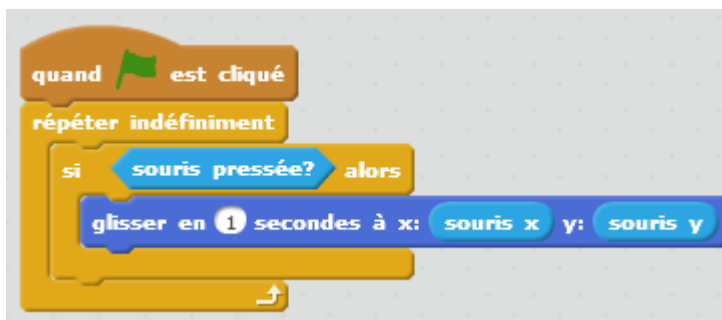 quand est cliqué
répéter indéfiniment
si souris pressée? alors
glisser en 1 secondes à x: souris x y: souris y